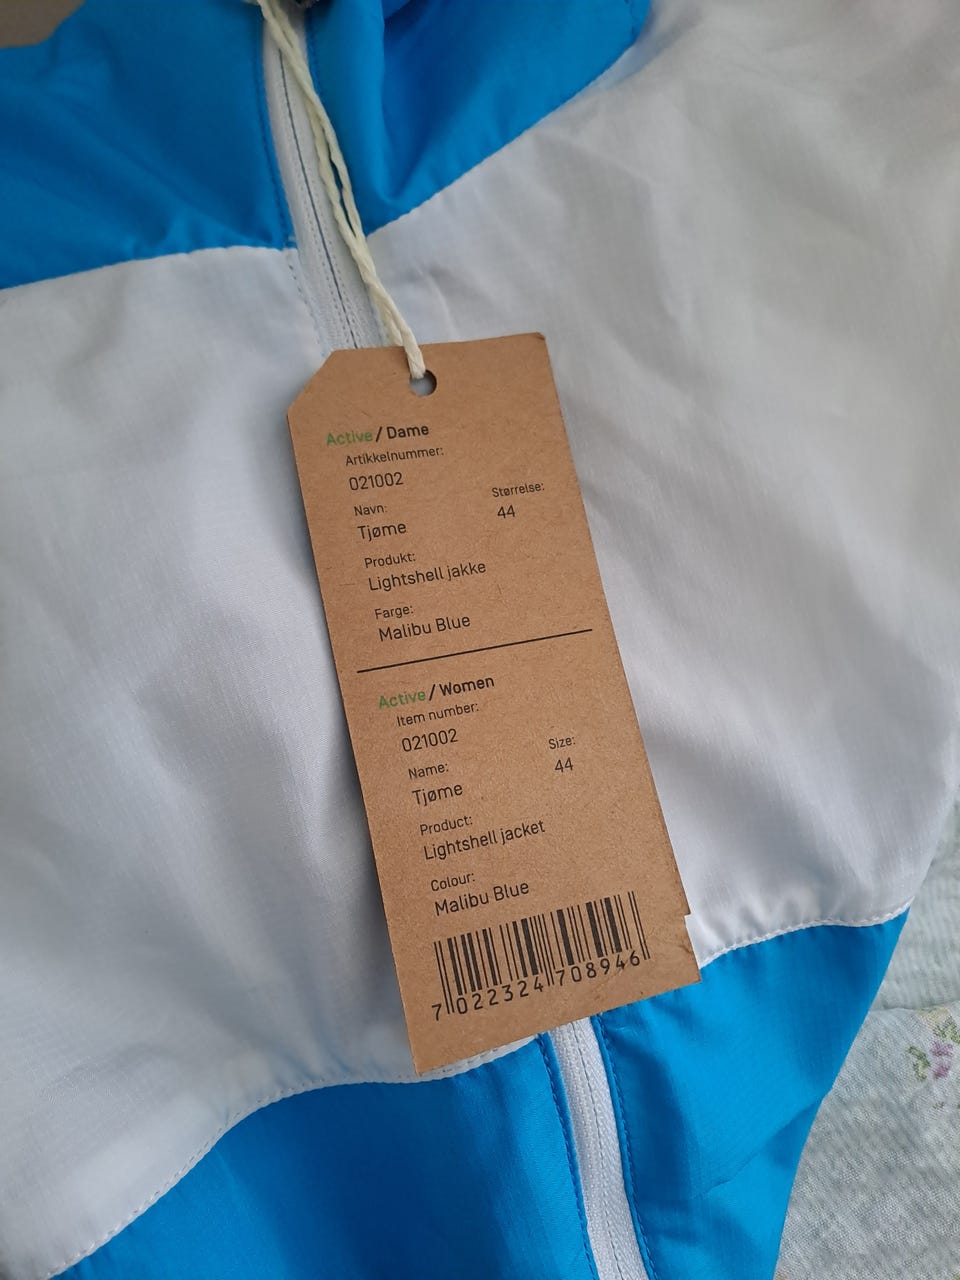 Active / Dame
Artikkelnummer:
021002
Navn: Størrelse:
Tjøme 44
Produkt:
Lightshell jakke
Farge:
Malibu Blue
Active / Women
Item number:
021002
Name: Size:
Tjøme 44
Product:
Lightshell jacket
Colour:
Malibu Blue
7 022324 708946